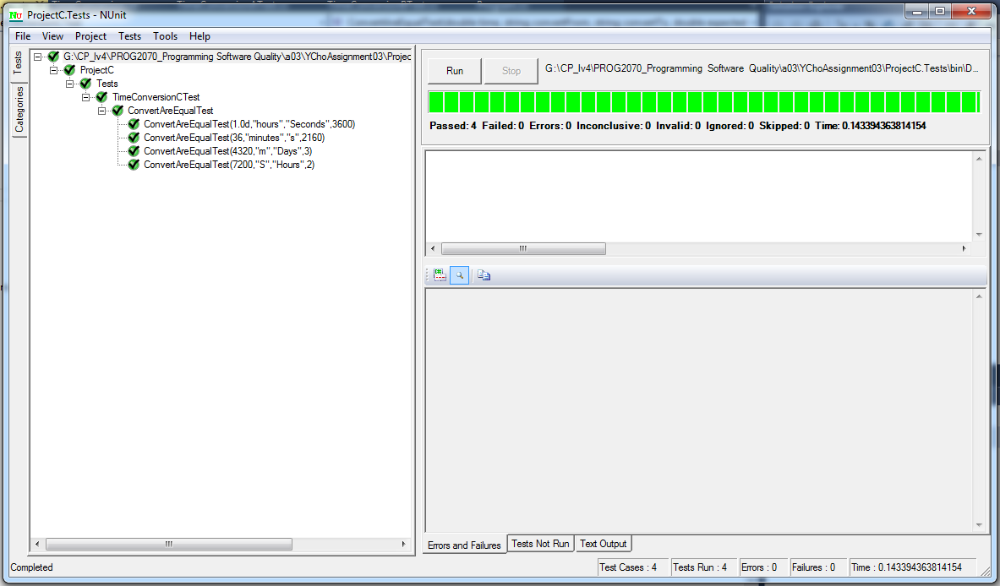 ProjectC.Tests - NUnit
File View Project Tests Tools Help
Tests
Categories
G:\CP_lv4\PROG2070_Programming Software Quality\a03\YChoAssignment03\Projec
ProjectC
Tests
TimeConversionCTest
ConvertAreEqualTest
ConvertAreEqualTest(1.0d,"hours","Seconds",3600)
ConvertAreEqualTest(36,"minutes","s",2160)
ConvertAreEqualTest(4320,"m","Days",3)
ConvertAreEqualTest(7200,"S","Hours",2)
Run Stop G:\CP_lv4\PROG2070_Programming Software Quality\a03\YChoAssignment03\ProjectC.Tests\bin\D...
Passed: 4 Failed: 0 Errors: 0 Inconclusive: 0 Invalid: 0 Ignored: 0 Skipped: 0 Time: 0.143394363814154
Errors and Failures Tests Not Run Text Output
Completed Test Cases : 4 Tests Run : 4 Errors : 0 Failures : 0 Time : 0.143394363814154